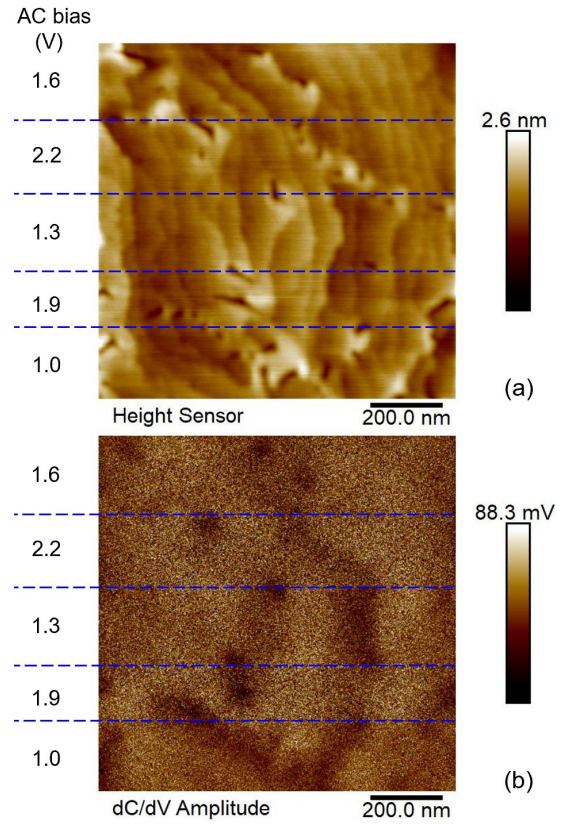 AC bias
(V)
1.6
2.2
1.3
1.9
1.0
2.6 nm
(a)
Height Sensor
200.0 nm
1.6
2.2
1.3
1.9
1.0
88.3 mV
(b)
dC/dV Amplitude
200.0 nm